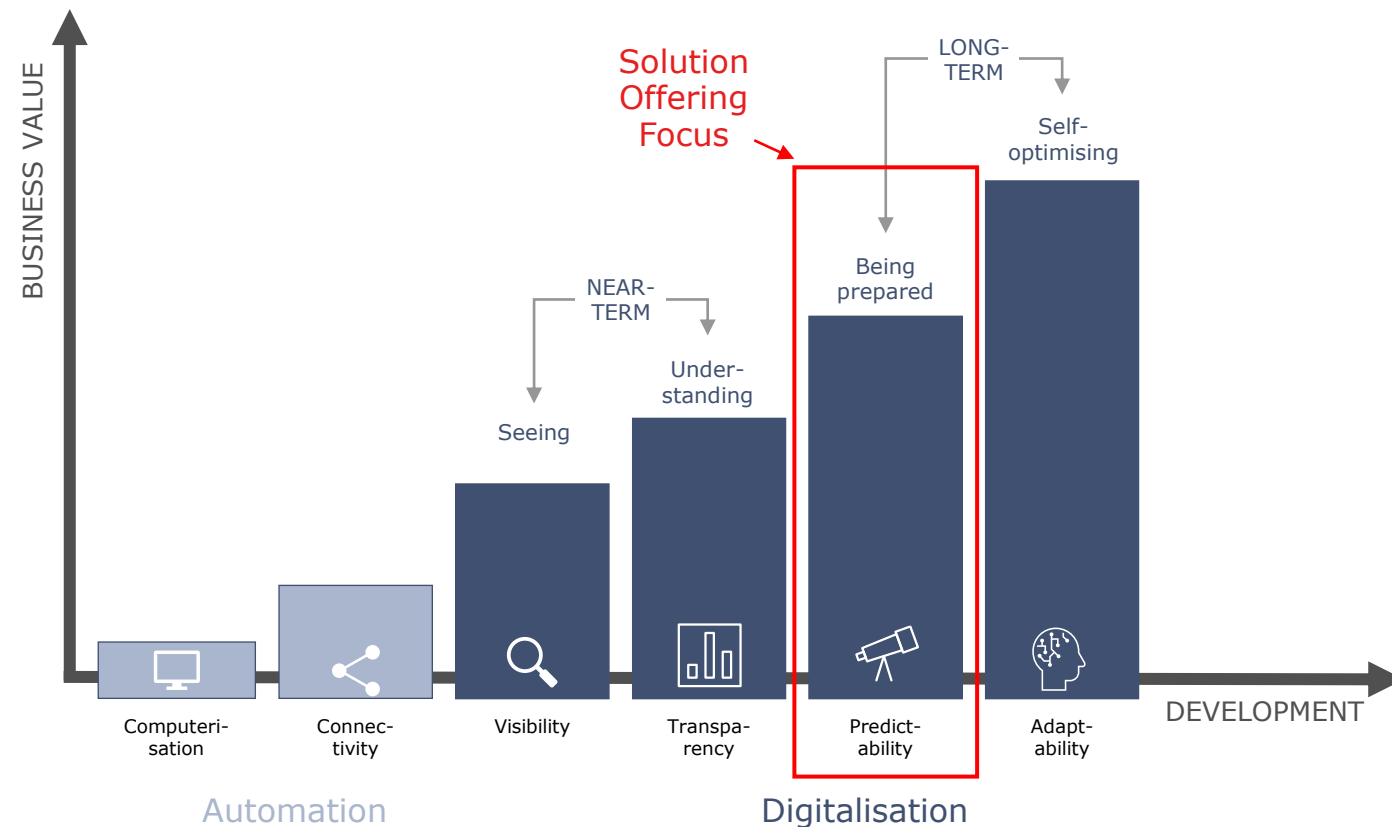 BUSINESS VALUE
Solution
Offering
Focus
LONG-
TERM
Self-
optimising
Being
prepared
NEAR-
TERM
Under-
standing
Seeing
Computeri-
sation
Connec-
tivity
Visibility
Transpa-
rency
Predict-
ability
Adapt-
ability
DEVELOPMENT
Automation
Digitalisation